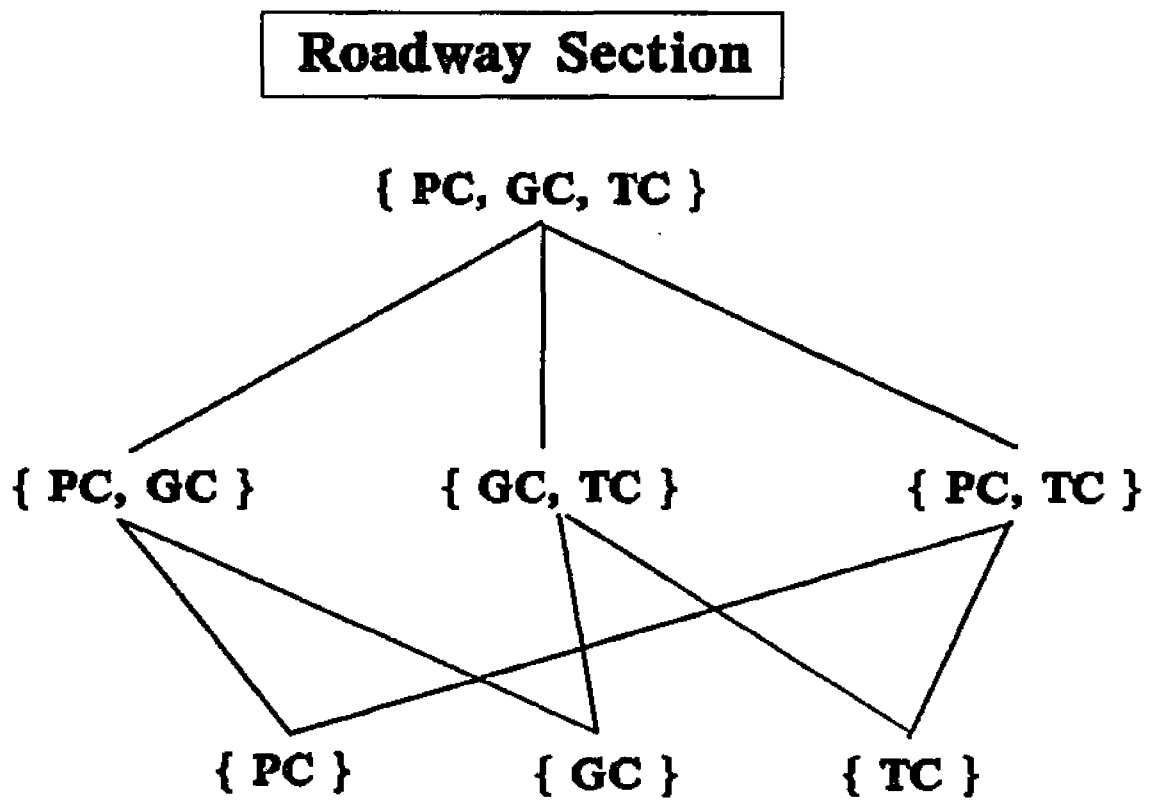 Roadway Section
{ PC, GC, TC }
{ PC, GC } { GC, TC } { PC, TC }
{ PC } { GC } { TC }